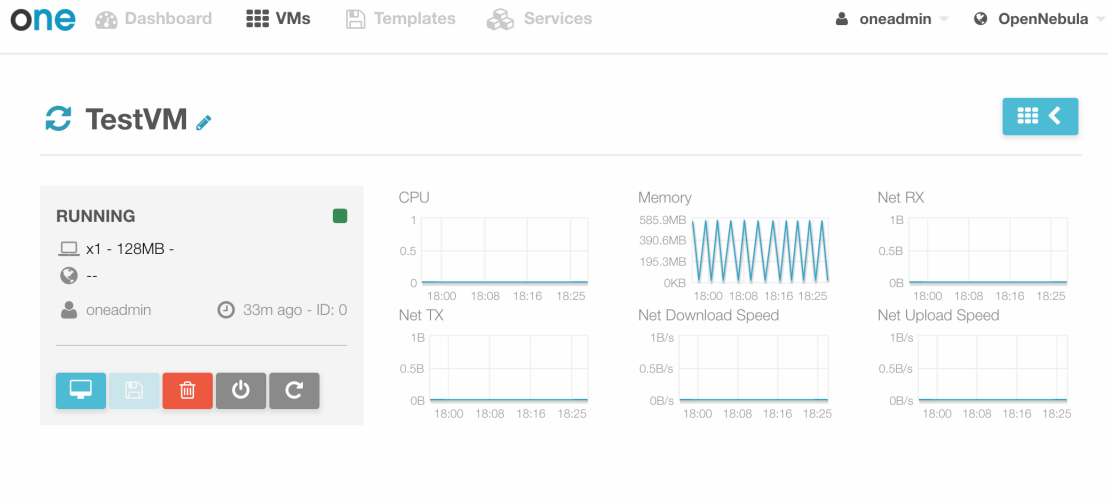 one Dashboard VMs Templates Services oneadmin OpenNebula
TestVM
RUNNING
x1 - 128MB -
--
oneadmin 33m ago - ID: 0
CPU
1
0.5
0
18:00 18:08 18:16 18:25
Memory
585.9MB
390.6MB
195.3MB
0KB
18:00 18:08 18:16 18:25
Net RX
1B
0.5B
0B
18:00 18:08 18:16 18:25
Net TX
1B
0.5B
0B
18:00 18:08 18:16 18:25
Net Download Speed
1B/s
0.5B/s
0B/s
18:00 18:08 18:16 18:25
Net Upload Speed
1B/s
0.5B/s
0B/s
18:00 18:08 18:16 18:25